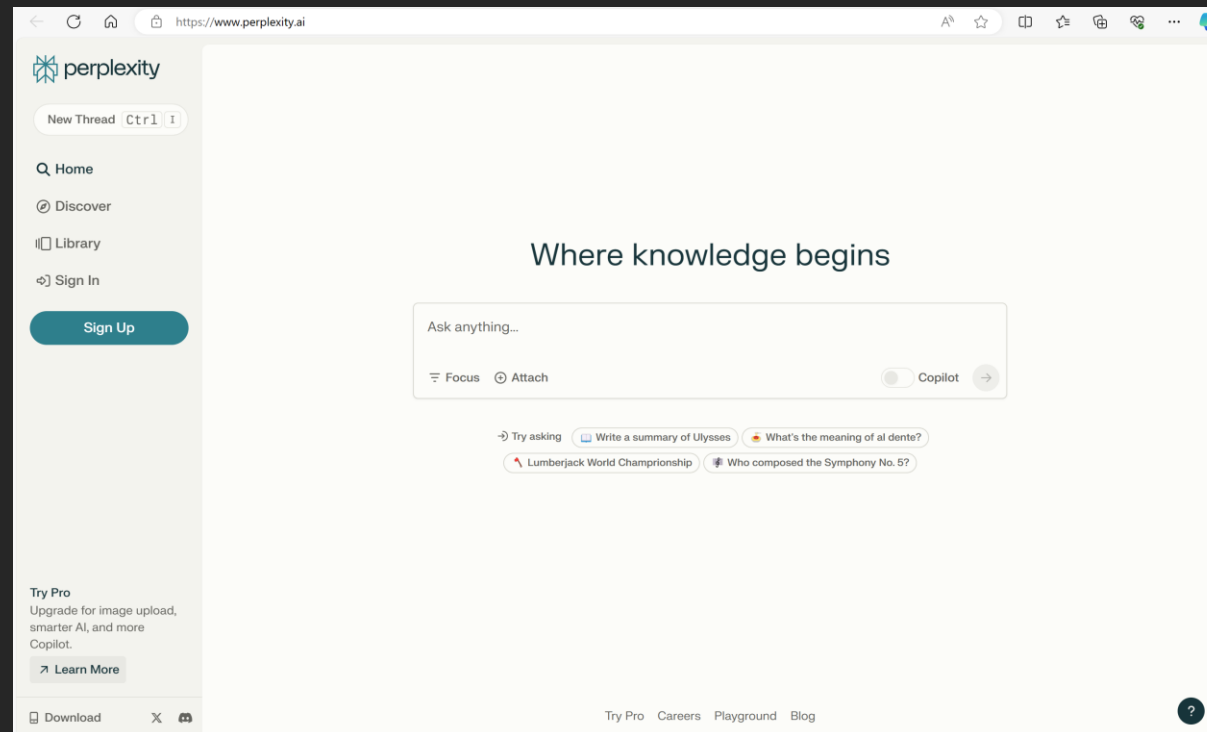 https://www.perplexity.ai
perplexity
New Thread Ctrl I
Home
Discover
Library
Sign In
Sign Up
Where knowledge begins
Ask anything...
Focus Attach Copilot
Try asking Write a summary of Ulysses What's the meaning of al dente?
Lumberjack World Champrionship Who composed the Symphony No. 5?
Try Pro
Upgrade for image upload,
smarter AI, and more
Copilot.
Learn More
Download
Try Pro Careers Playground Blog
?